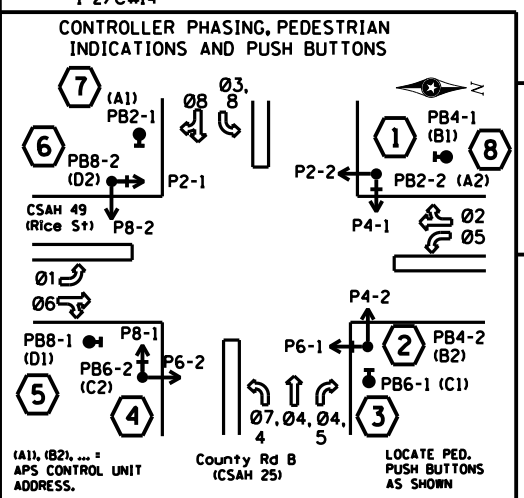 CONTROLLER PHASING, PEDESTRIAN
INDICATIONS AND PUSH BUTTONS
7
(A1)
PB2-1
Ø8
Ø3,
8
N
6
PB8-2
(D2)
P2-1
P8-2
CSAH 49
(Rice St)
1
PB4-1
(B1)
8
P2-2
PB2-2 (A2)
P4-1
Ø2
Ø5
Ø1
Ø6
P4-2
PB8-1
(D1)
P8-1
PB6-2
(C2)
P6-2
5
4
P6-1
2
PB4-2
(B2)
PB6-1 (C1)
3
Ø7,Ø4,Ø4,
4 5
(A1), (B2), ... =
APS CONTROL UNIT
ADDRESS.
County Rd B
(CSAH 25)
LOCATE PED.
PUSH BUTTONS
AS SHOWN